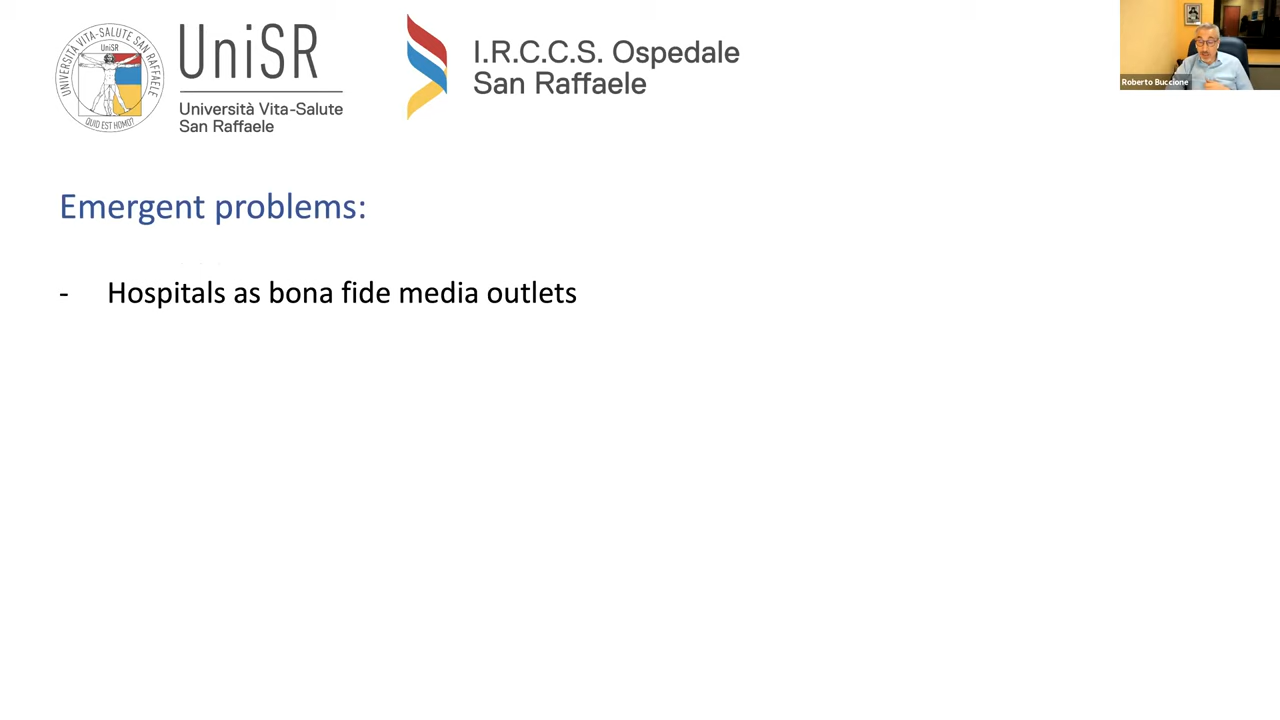 UNIVERSITÀ VITA-SALUTE SAN RAFFAELE
UniSR
QUID EST HOMO?
UniSR
Università Vita-Salute
San Raffaele
I.R.C.C.S. Ospedale
San Raffaele
Roberto Buccione
Emergent problems:
- Hospitals as bona fide media outlets